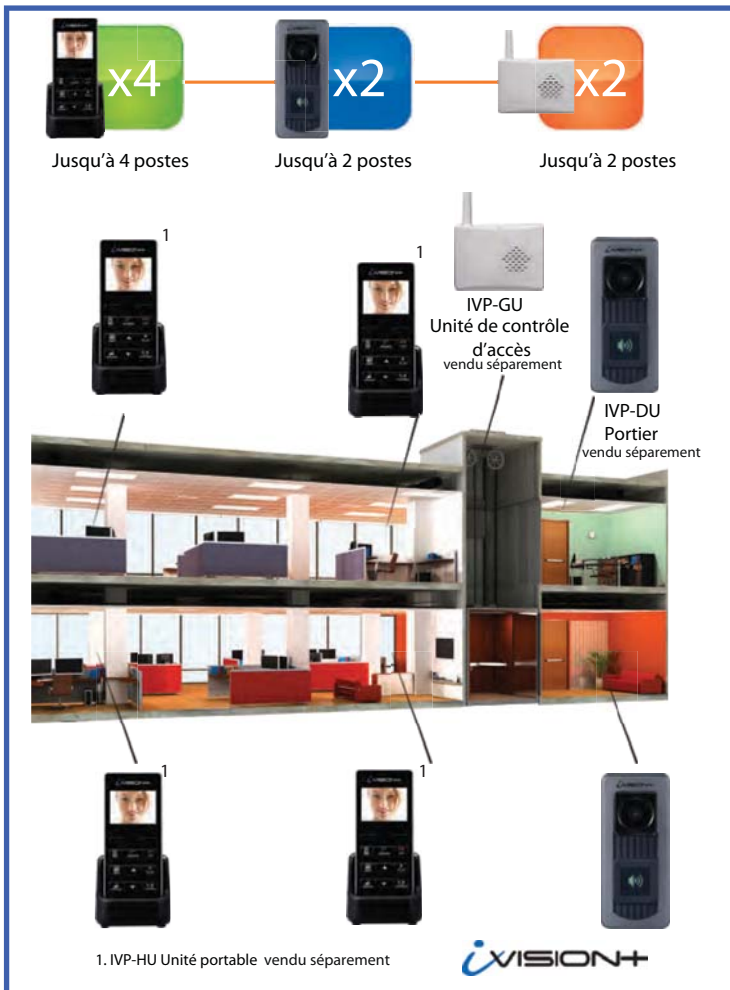 x4
x2
x2
Jusqu'à 4 postes
Jusqu'à 2 postes
Jusqu'à 2 postes
1
1
IVP-GU
Unité de contrôle
d'accès
vendu séparement
IVP-DU
Portier
vendu séparement
1
1
1. IVP-HU Unité portable vendu séparement
iVISION+